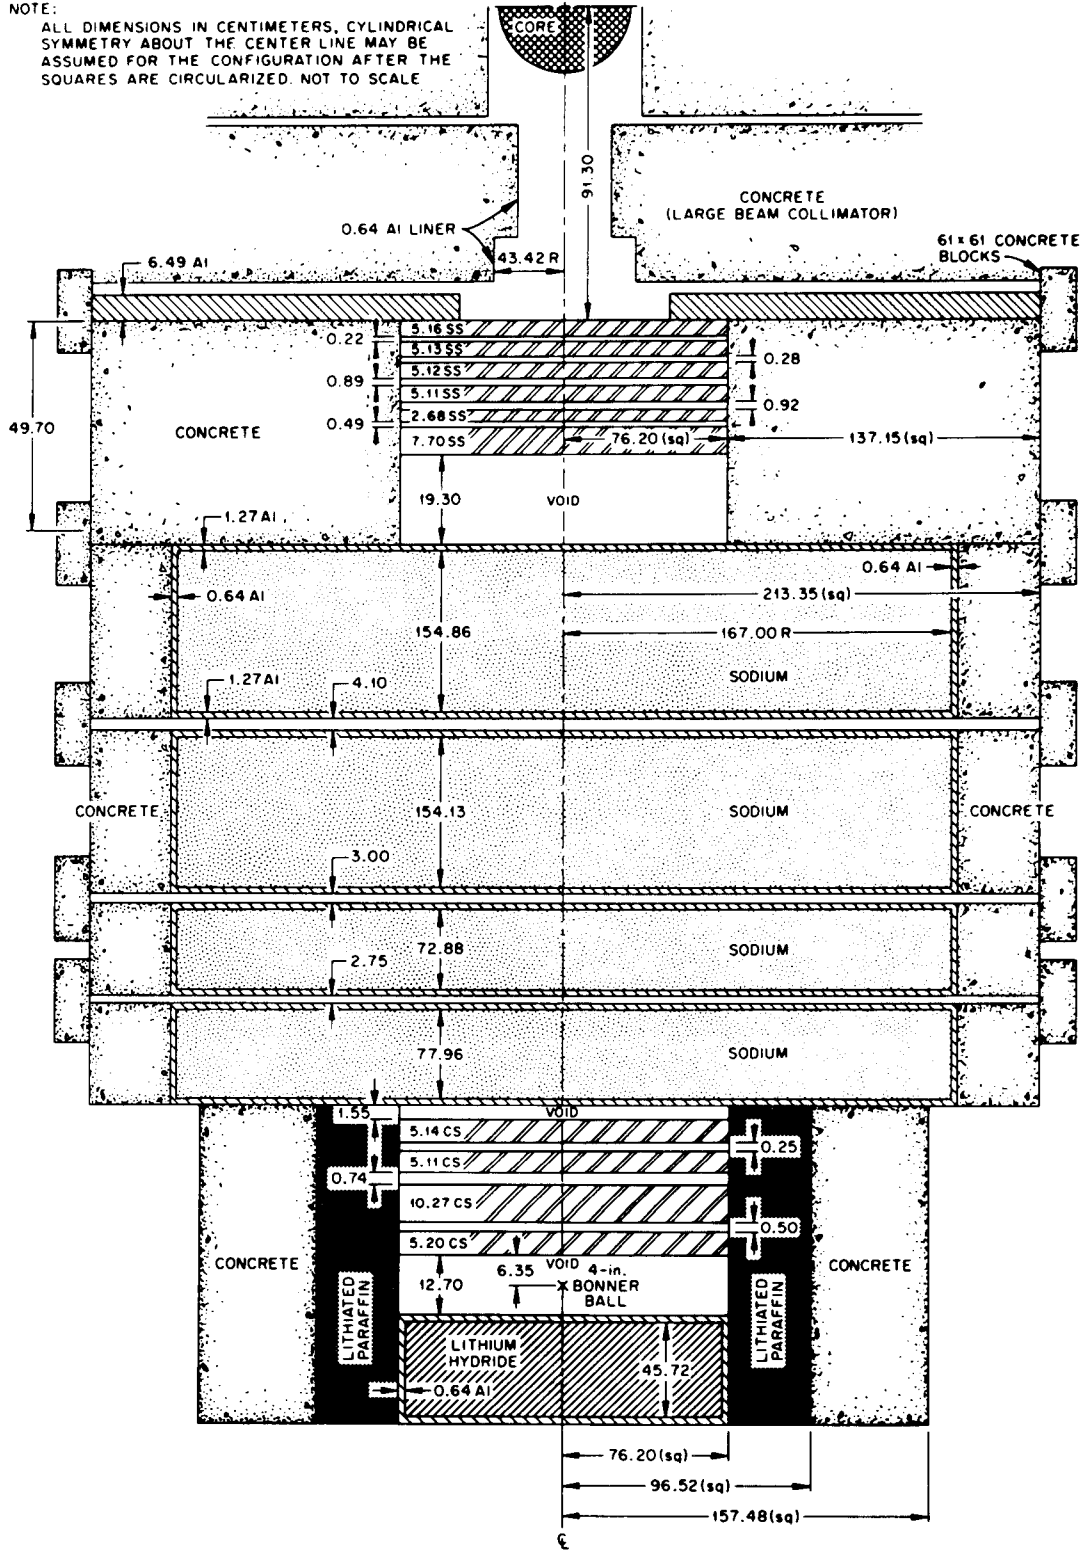 NOTE:
ALL DIMENSIONS IN CENTIMETERS, CYLINDRICAL
SYMMETRY ABOUT THE CENTER LINE MAY BE
ASSUMED FOR THE CONFIGURATION AFTER THE
SQUARES ARE CIRCULARIZED. NOT TO SCALE
CORE
91.30
CONCRETE
(LARGE BEAM COLLIMATOR)
0.64 Al LINER
43.42 R
61 x 61 CONCRETE
BLOCKS
6.49 Al
5.16 SS
0.22
5.13 SS
0.28
5.12 SS
0.89
5.11 SS
0.92
2.68 SS
0.49
7.70 SS
76.20 (sq)
137.15 (sq)
49.70
CONCRETE
19.30
VOID
1.27 Al
0.64 Al
0.64 Al
213.35 (sq)
154.86
167.00 R
SODIUM
1.27 Al
4.10
CONCRETE
154.13
SODIUM
CONCRETE
3.00
72.88
SODIUM
2.75
77.96
SODIUM
1.55
VOID
5.14 CS
0.25
5.11 CS
0.74
10.27 CS
0.50
5.20 CS
CONCRETE
LITHIATED
PARAFFIN
12.70
6.35
VOID
4-in.
BONNER
BALL
LITHIATED
PARAFFIN
CONCRETE
LITHIUM
HYDRIDE
45.72
0.64 Al
76.20 (sq)
96.52 (sq)
157.48 (sq)
℄